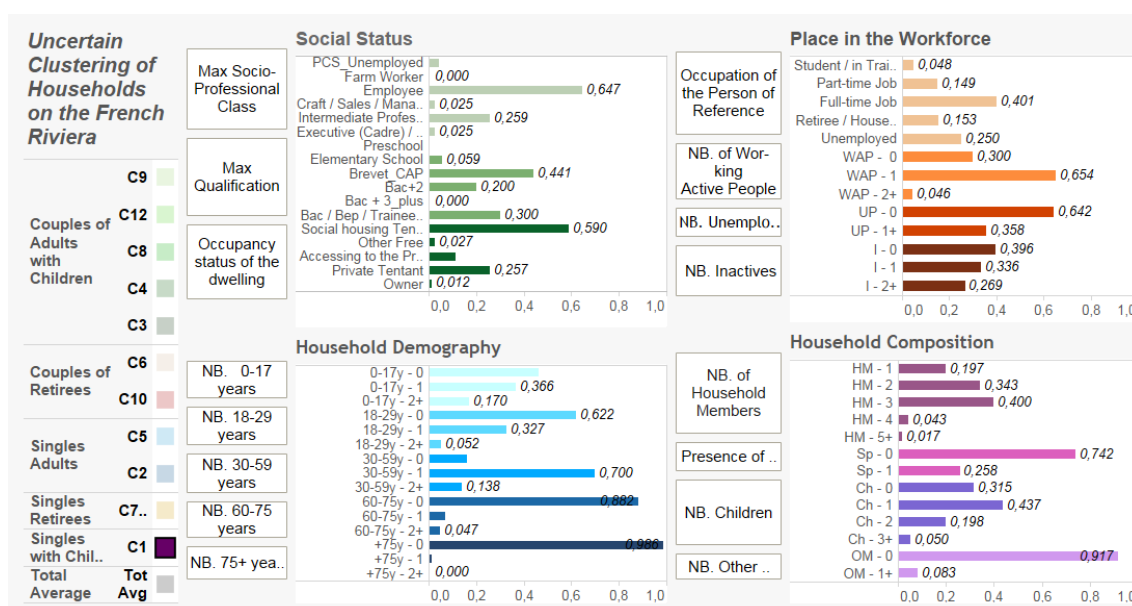 Uncertain
Clustering of
Households
on the French
Riviera
Couples of
Adults
with
Children
C9
C12
C8
C4
C3
Couples of
Retirees
C6
C10
Singles
Adults
C5
C2
Singles
Retirees
C7..
Singles
with Chil..
C1
Total
Average
Tot
Avg
Max Socio-
Professional
Class
Max
Qualification
Occupancy
status of the
dwelling
Social Status
PCS_Unemployed
Farm Worker 0,000
Employee 0,647
Craft / Sales / Mana.. 0,025
Intermediate Profes.. 0,259
Executive (Cadre) / .. 0,025
Preschool
Elementary School 0,059
Brevet_CAP 0,441
Bac+2 0,200
Bac + 3_plus 0,000
Bac / Bep / Trainee.. 0,300
Social housing Ten.. 0,590
Other Free 0,027
Accessing to the Pr..
Private Tentant 0,257
Owner 0,012
0,0 0,2 0,4 0,6 0,8 1,0
Occupation of
the Person of
Reference
NB. of Wor-
king
Active People
NB. Unemplo..
NB. Inactives
Place in the Workforce
Student / in Trai.. 0,048
Part-time Job 0,149
Full-time Job 0,401
Retiree / House.. 0,153
Unemployed 0,250
WAP - 0 0,300
WAP - 1 0,654
WAP - 2+ 0,046
UP - 0 0,642
UP - 1+ 0,358
I - 0 0,396
I - 1 0,336
I - 2+ 0,269
0,0 0,2 0,4 0,6 0,8 1,0
NB. 0-17
years
NB. 18-29
years
NB. 30-59
years
NB. 60-75
years
NB. 75+ yea..
Household Demography
0-17y - 0
0-17y - 1 0,366
0-17y - 2+ 0,170
18-29y - 0 0,622
18-29y - 1 0,327
18-29y - 2+ 0,052
30-59y - 0
30-59y - 1 0,700
30-59y - 2+ 0,138
60-75y - 0 0,882
60-75y - 1
60-75y - 2+ 0,047
+75y - 0 0,986
+75y - 1
+75y - 2+ 0,000
0,0 0,2 0,4 0,6 0,8 1,0
NB. of
Household
Members
Presence of ..
NB. Children
NB. Other ..
Household Composition
HM - 1 0,197
HM - 2 0,343
HM - 3 0,400
HM - 4 0,043
HM - 5+ 0,017
Sp - 0 0,742
Sp - 1 0,258
Ch - 0 0,315
Ch - 1 0,437
Ch - 2 0,198
Ch - 3+ 0,050
OM - 0 0,917
OM - 1+ 0,083
0,0 0,2 0,4 0,6 0,8 1,0